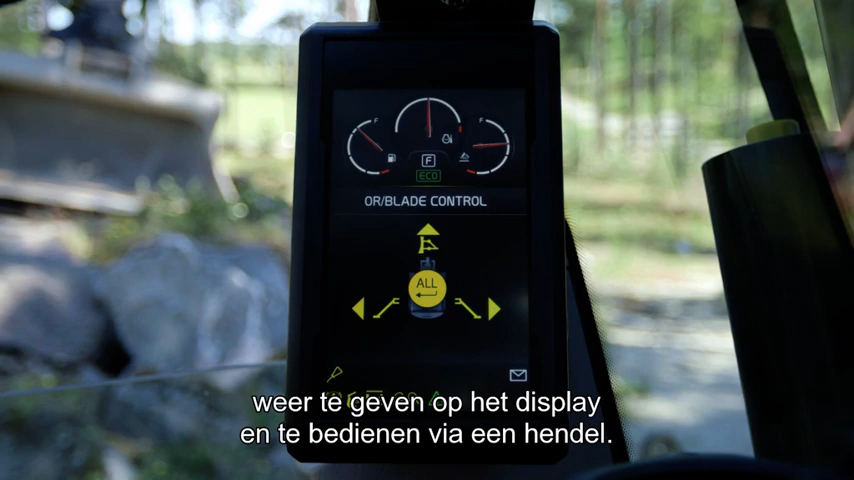 F
F
F
ECO
OR/BLADE CONTROL
ALL
weer te geven op het display
en te bedienen via een hendel.